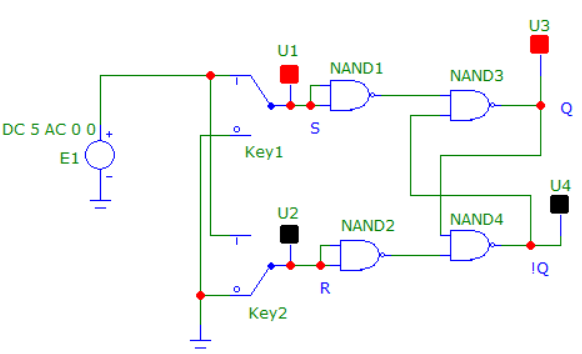 U3
U1
NAND1
NAND3
DC 5 AC 0 0
+
Q
S
E1
Key1
-
U4
U2
NAND2
NAND4
R
!Q
Key2